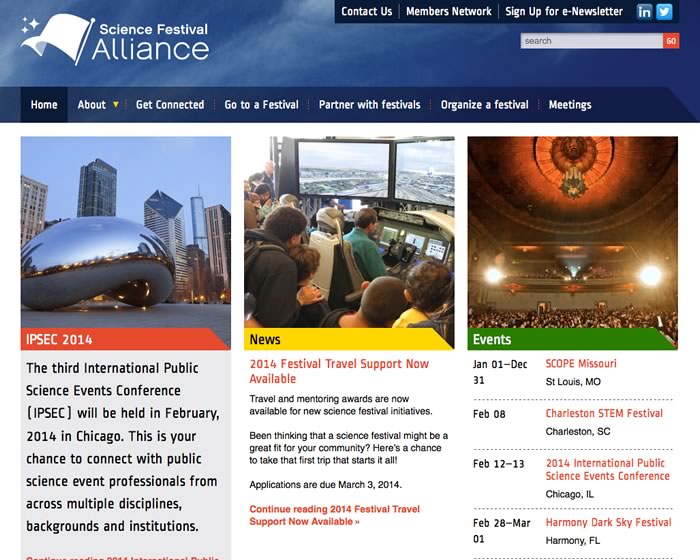 Contact Us
Members Network
Sign Up for e-Newsletter
in
Science Festival
Alliance
search
GO
Home
About
Get Connected
Go to a Festival
Partner with festivals
Organize a festival
Meetings
IPSEC 2014
The third International Public
Science Events Conference
(IPSEC) will be held in February,
2014 in Chicago. This is your
chance to connect with public
science event professionals from
across multiple disciplines,
backgrounds and institutions.
Continue reading 2014 International Public
News
2014 Festival Travel Support Now
Available
Travel and mentoring awards are now
available for new science festival initiatives.
Been thinking that a science festival might be a
great fit for your community? Here's a chance
to take that first trip that starts it all!
Applications are due March 3, 2014.
Continue reading 2014 Festival Travel
Support Now Available »
Events
Jan 01–Dec
31
SCOPE Missouri
St Louis, MO
Feb 08
Charleston STEM Festival
Charleston, SC
Feb 12-13
2014 International Public
Science Events Conference
Chicago, IL
Feb 28-Mar
01
Harmony Dark Sky Festival
Harmony, FL